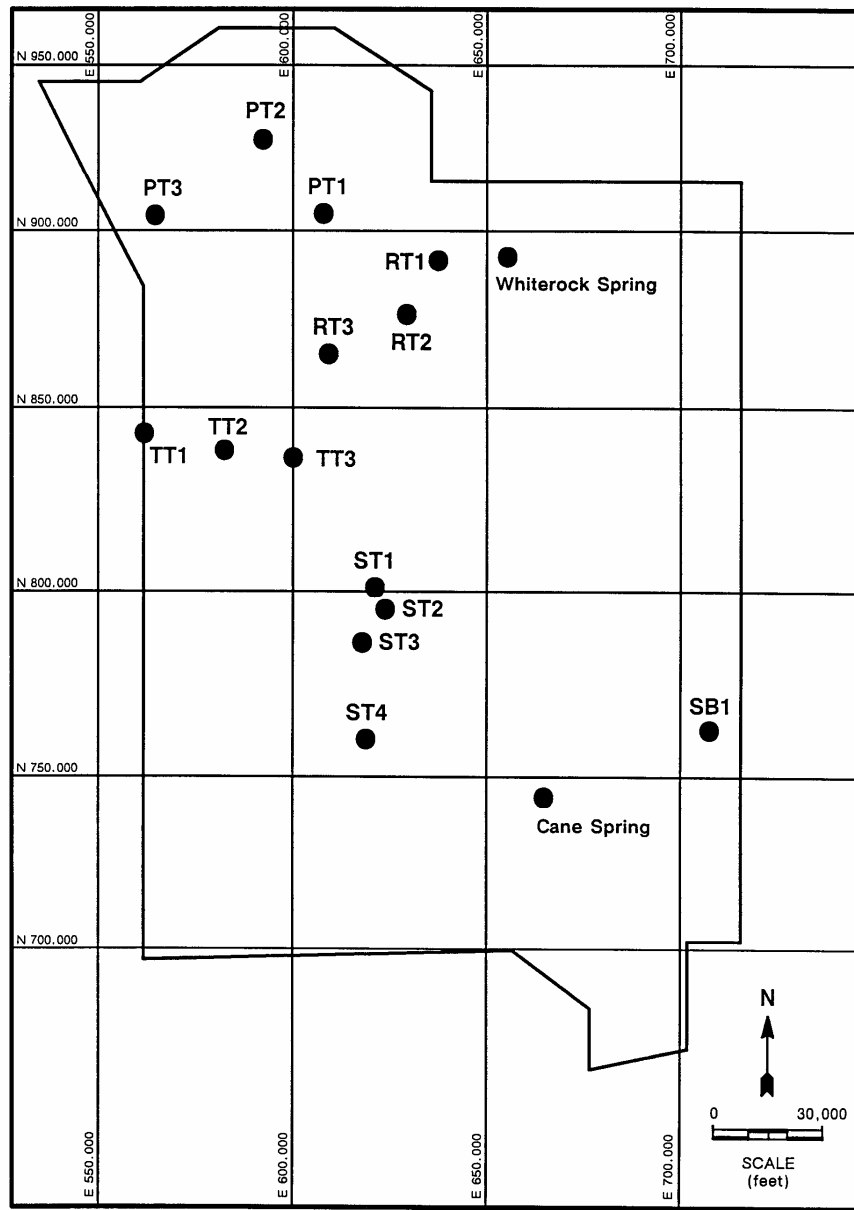 E 550.000
E 600.000
E 650.000
E 700.000
N 950.000
PT2
PT3
PT1
N 900.000
RT1
Whiterock Spring
RT3
RT2
N 850.000
TT2
TT1
TT3
ST1
N 800.000
ST2
ST3
ST4
SB1
N 750.000
Cane Spring
N 700.000
N
0 30,000
SCALE
(feet)
E 550.000
E 600.000
E 650.000
E 700.000